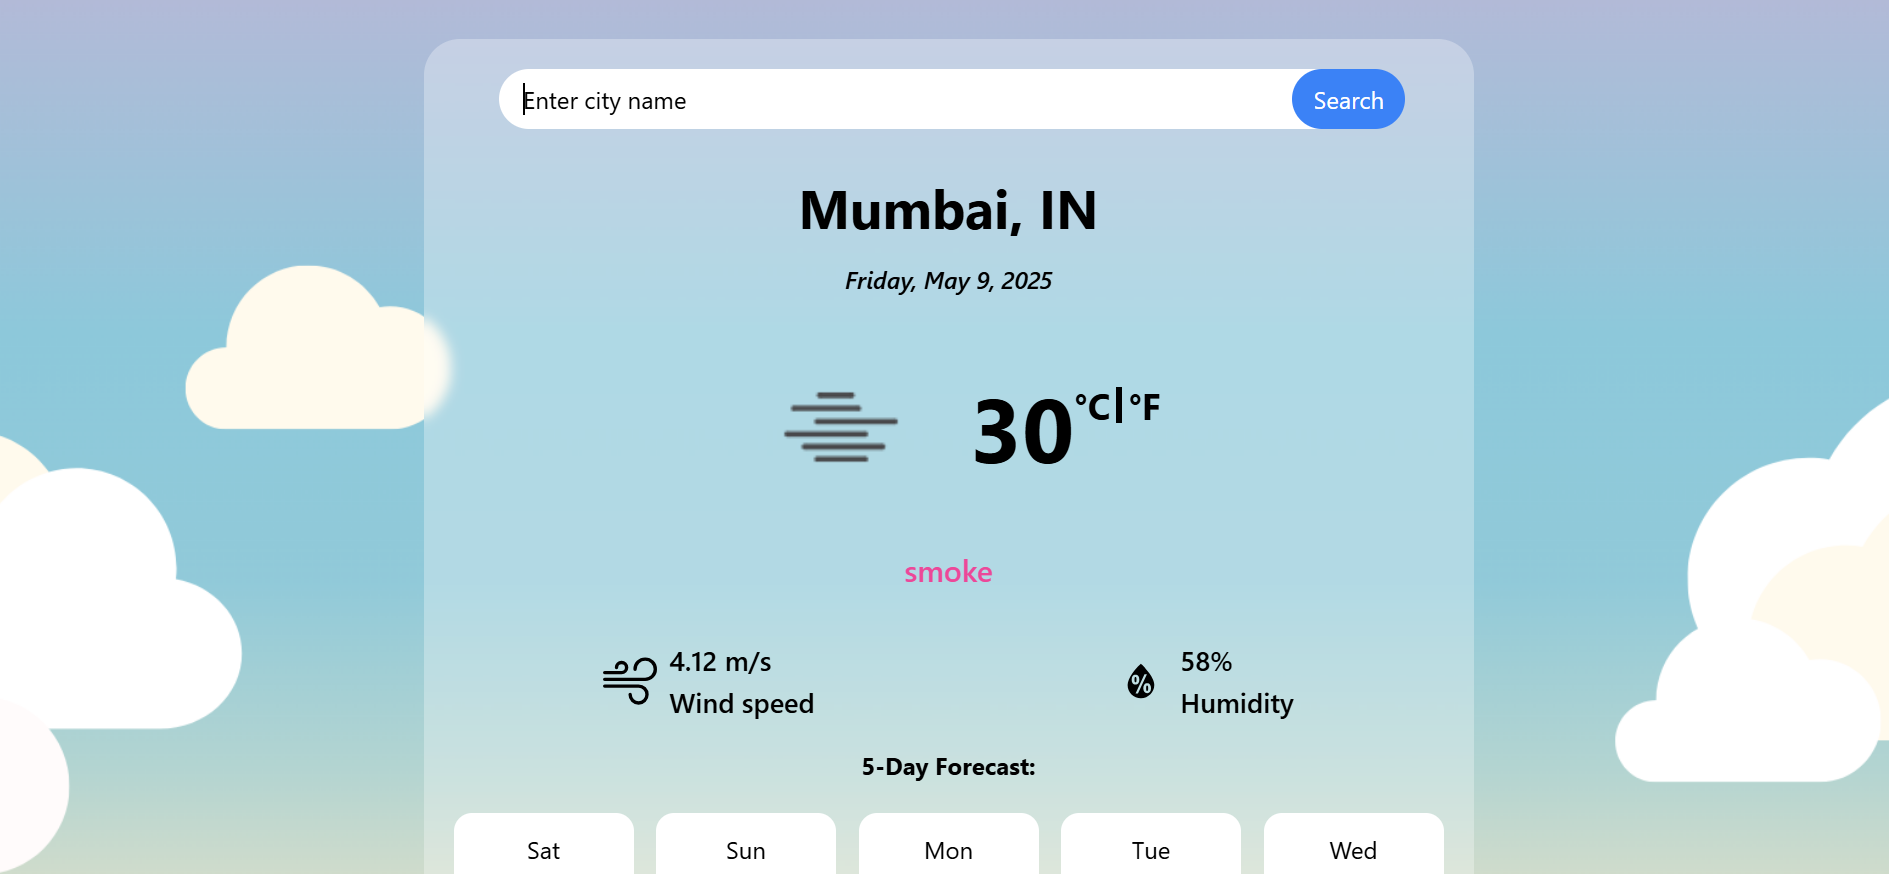 Enter city name
Search
Mumbai, IN
Friday, May 9, 2025
30°C|°F
smoke
4.12 m/s
Wind speed
58%
Humidity
5-Day Forecast:
Sat
Sun
Mon
Tue
Wed